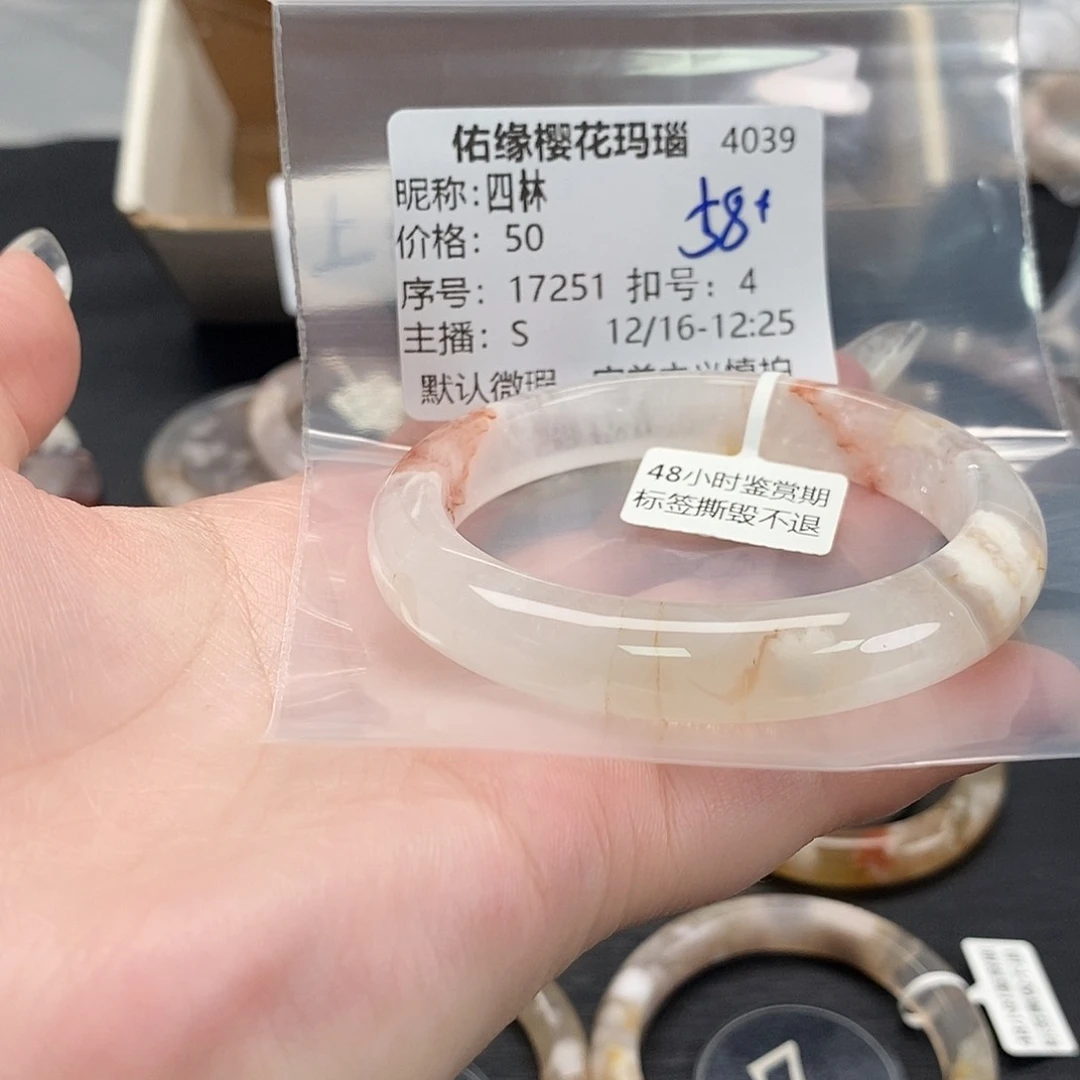 佑缘樱花玛瑙 4039
昵称:四林
58+
价格: 50
序号: 17251 扣号: 4
主播: S 12/16-12:25
默认微瑕
48小时鉴赏期
标签撕毁不退